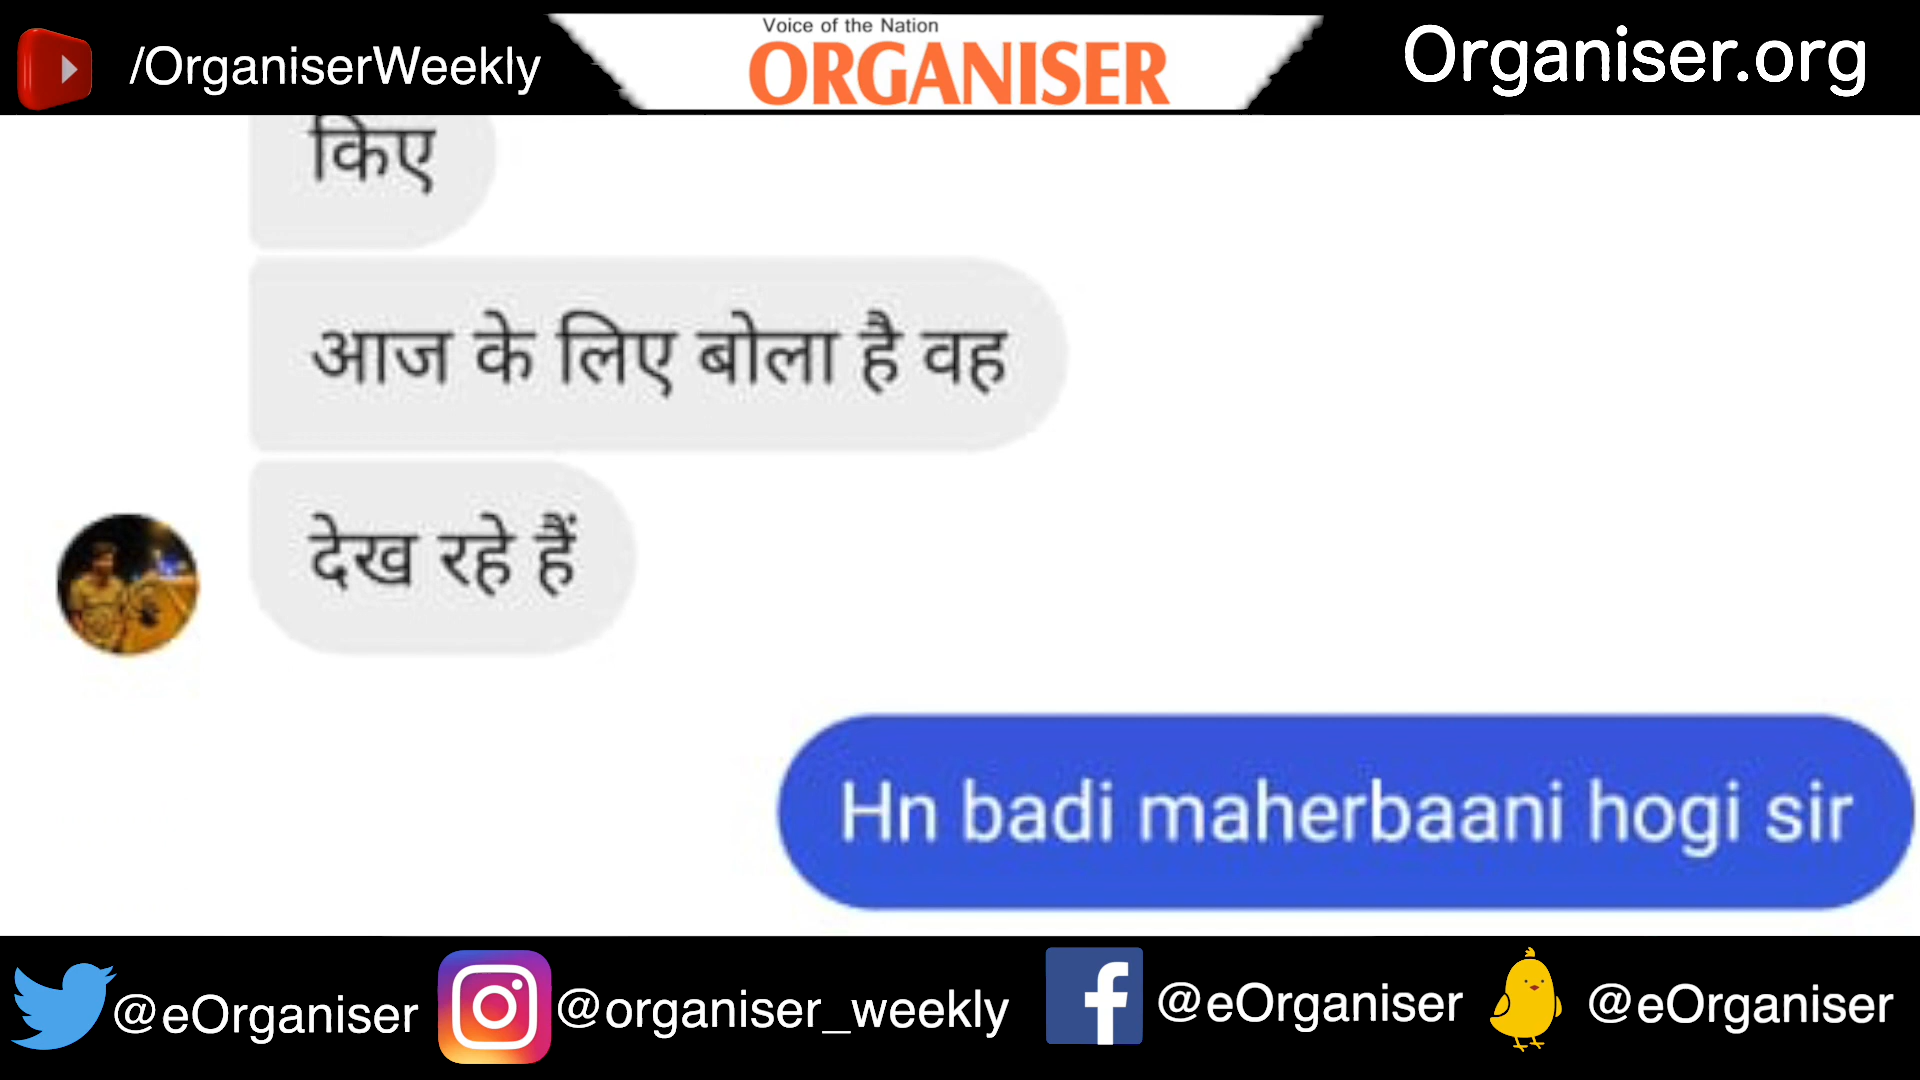 /OrganiserWeekly
Voice of the Nation
ORGANISER
Organiser.org
किए
आज के लिए बोला है वह
देख रहे हैं
Hn badi maherbaani hogi sir
@eOrganiser
@organiser_weekly
@eOrganiser
@eOrganiser